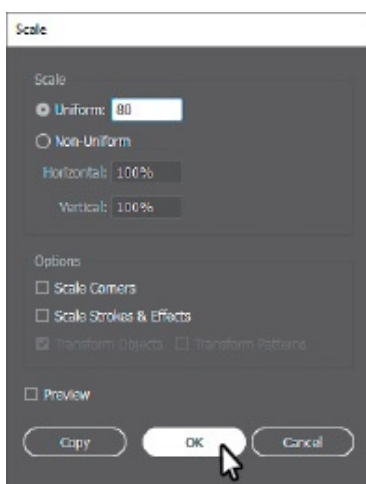 Scale
Scale
Uniform: 80
Non-Uniform
Horizontal: 100%
Vertical: 100%
Options
Scale Corners
Scale Strokes & Effects
Transform Objects Transform Patterns
Preview
Copy OK Cancel